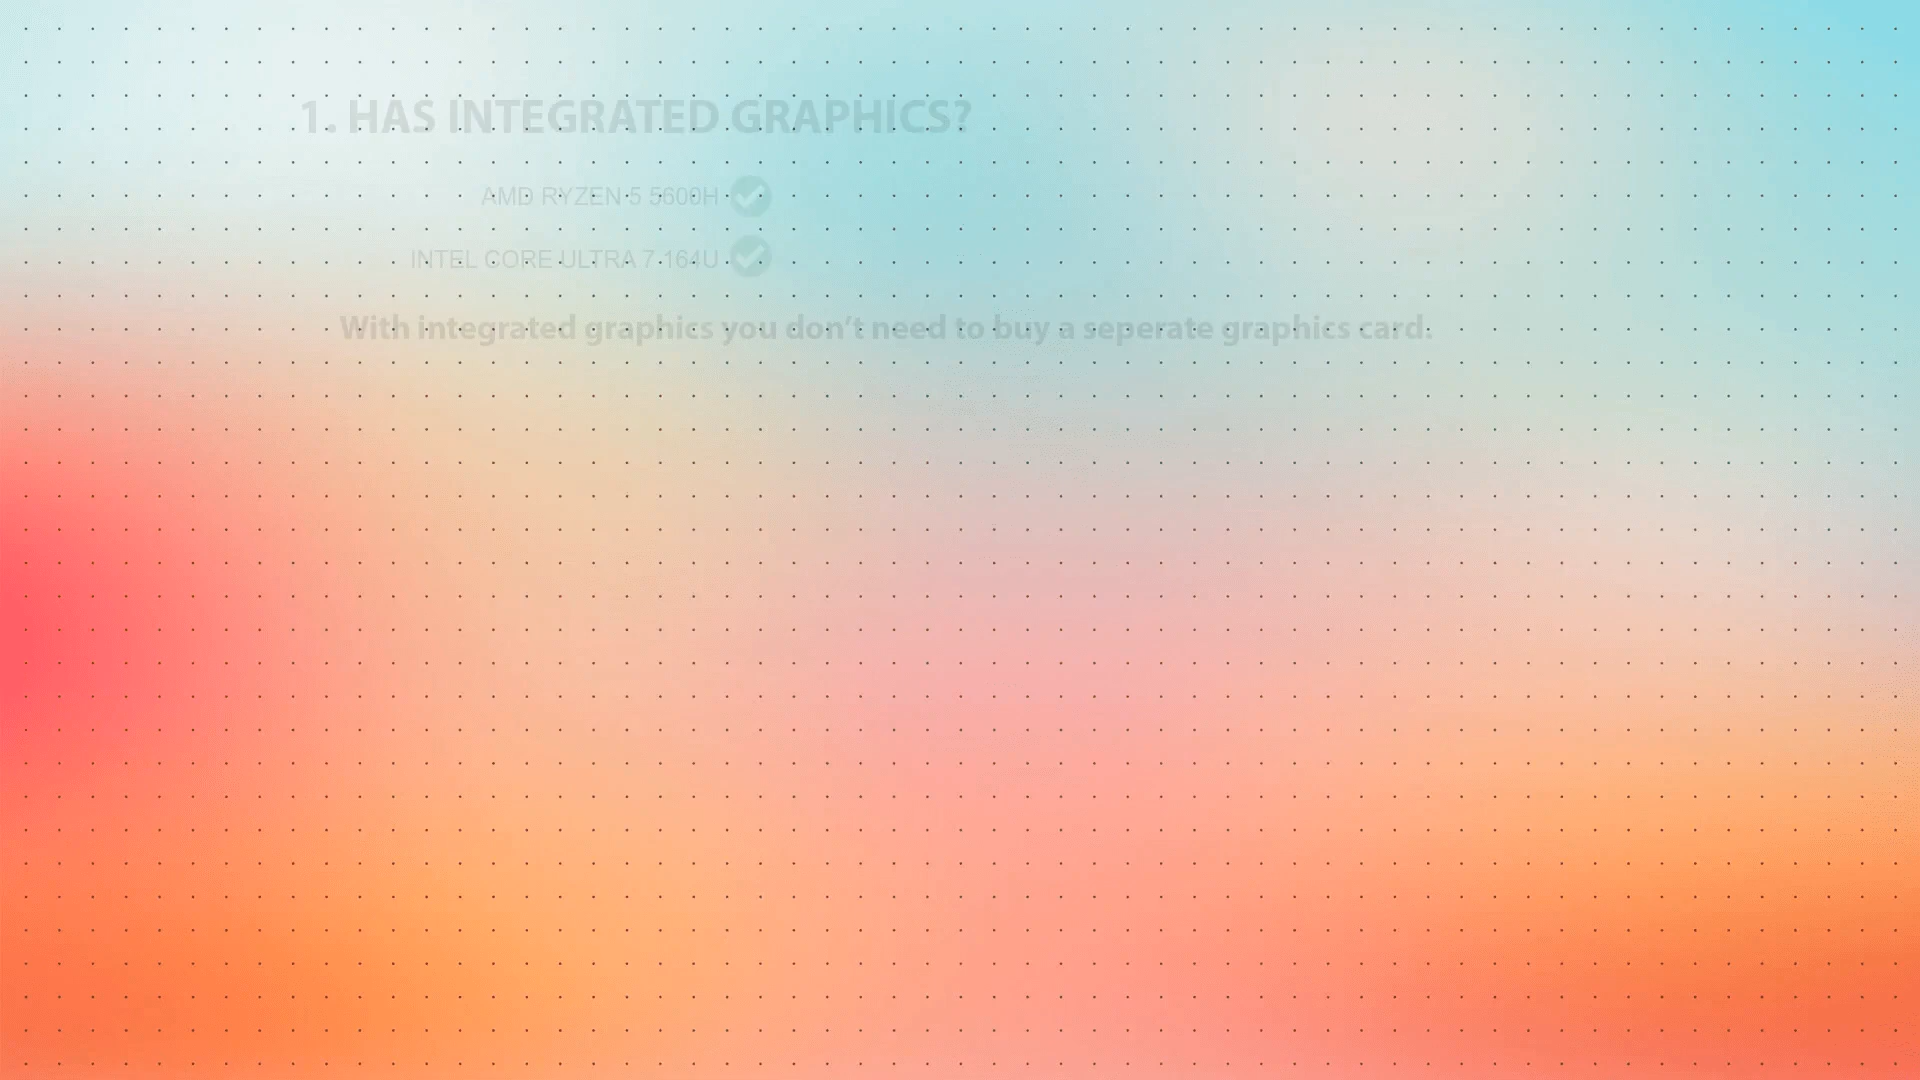 1. HAS INTEGRATED GRAPHICS?
AMD RYZEN 5 5600H
INTEL CORE ULTRA 7 164U
With integrated graphics you don’t need to buy a seperate graphics card.